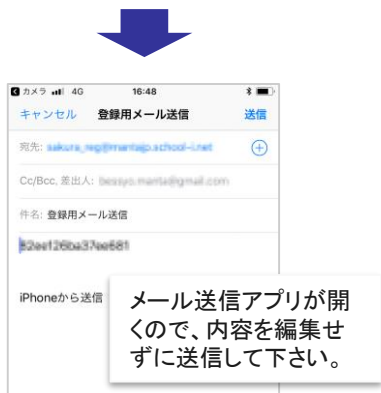 カメラ 4G 16:48
キャンセル 登録用メール送信 送信
宛先:
Cc/Bcc, 差出人:
件名: 登録用メール送信
iPhoneから送信
メール送信アプリが開
くので、内容を編集せ
ずに送信して下さい。